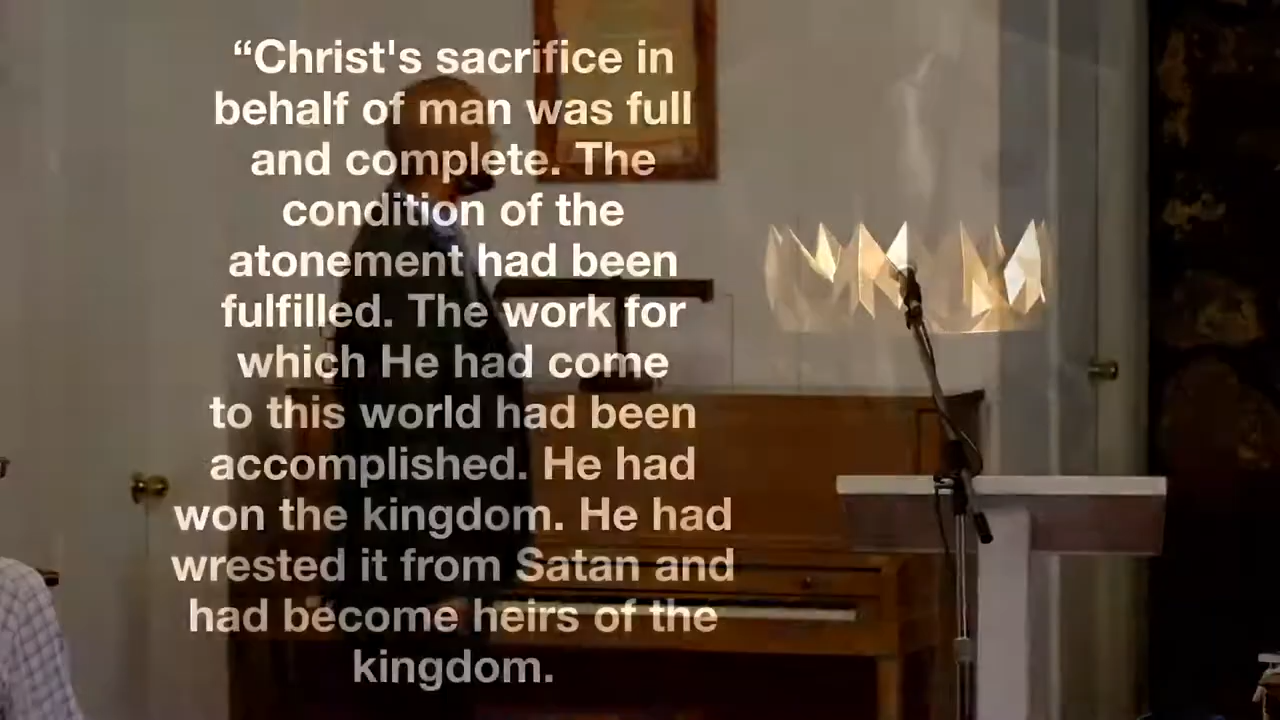 “Christ's sacrifice in
behalf of man was full
and complete. The
condition of the
atonement had been
fulfilled. The work for
which He had come
to this world had been
accomplished. He had
won the kingdom. He had
wrested it from Satan and
had become heirs of the
kingdom.